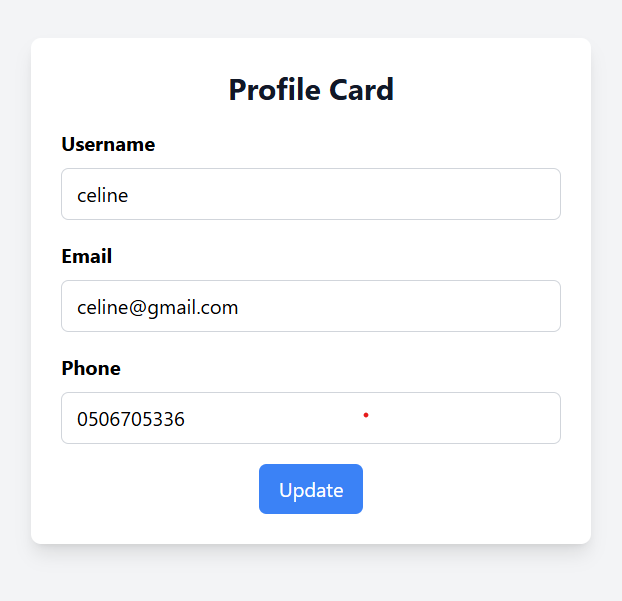 Profile Card
Username
celine
Email
celine@gmail.com
Phone
0506705336
Update